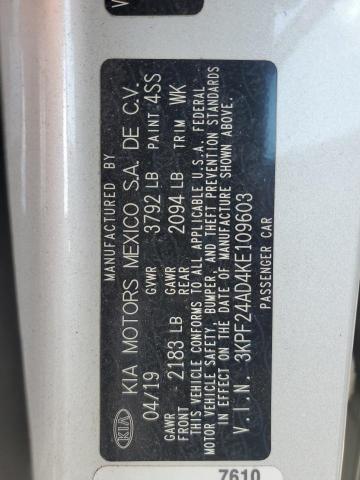 MANUFACTURED BY
KIA KIA MOTORS MEXICO S.A. DE C.V.
04/19 GVWR 3792 LB PAINT 4SS
GAWR FRONT 2183 LB GAWR REAR 2094 LB TRIM WK
THIS VEHICLE CONFORMS TO ALL APPLICABLE U.S.A. FEDERAL
MOTOR VEHICLE SAFETY, BUMPER, AND THEFT PREVENTION STANDARDS
IN EFFECT ON THE DATE OF MANUFACTURE SHOWN ABOVE.
V.I.N. 3KPF24AD4KE109603
PASSENGER CAR
7610